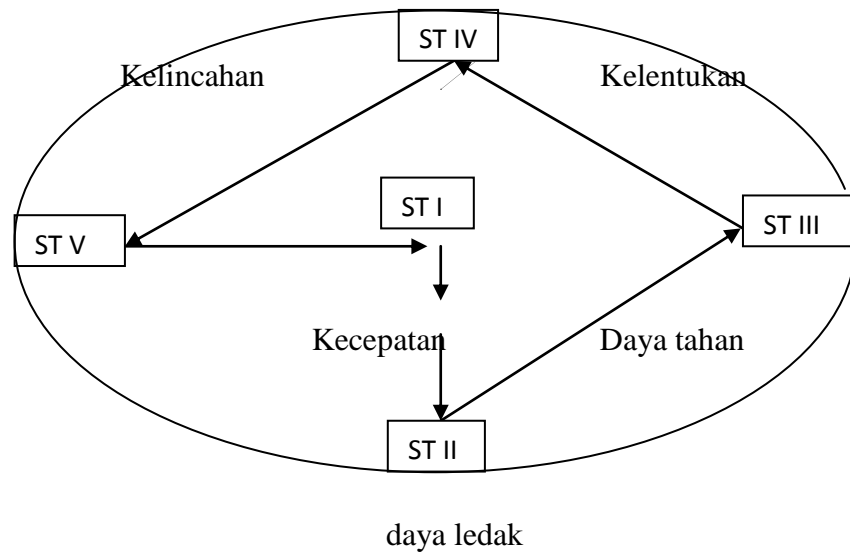 ST IV
Kelincahan
Kelentukan
ST I
ST V
ST III
Kecepatan
Daya tahan
ST II
daya ledak